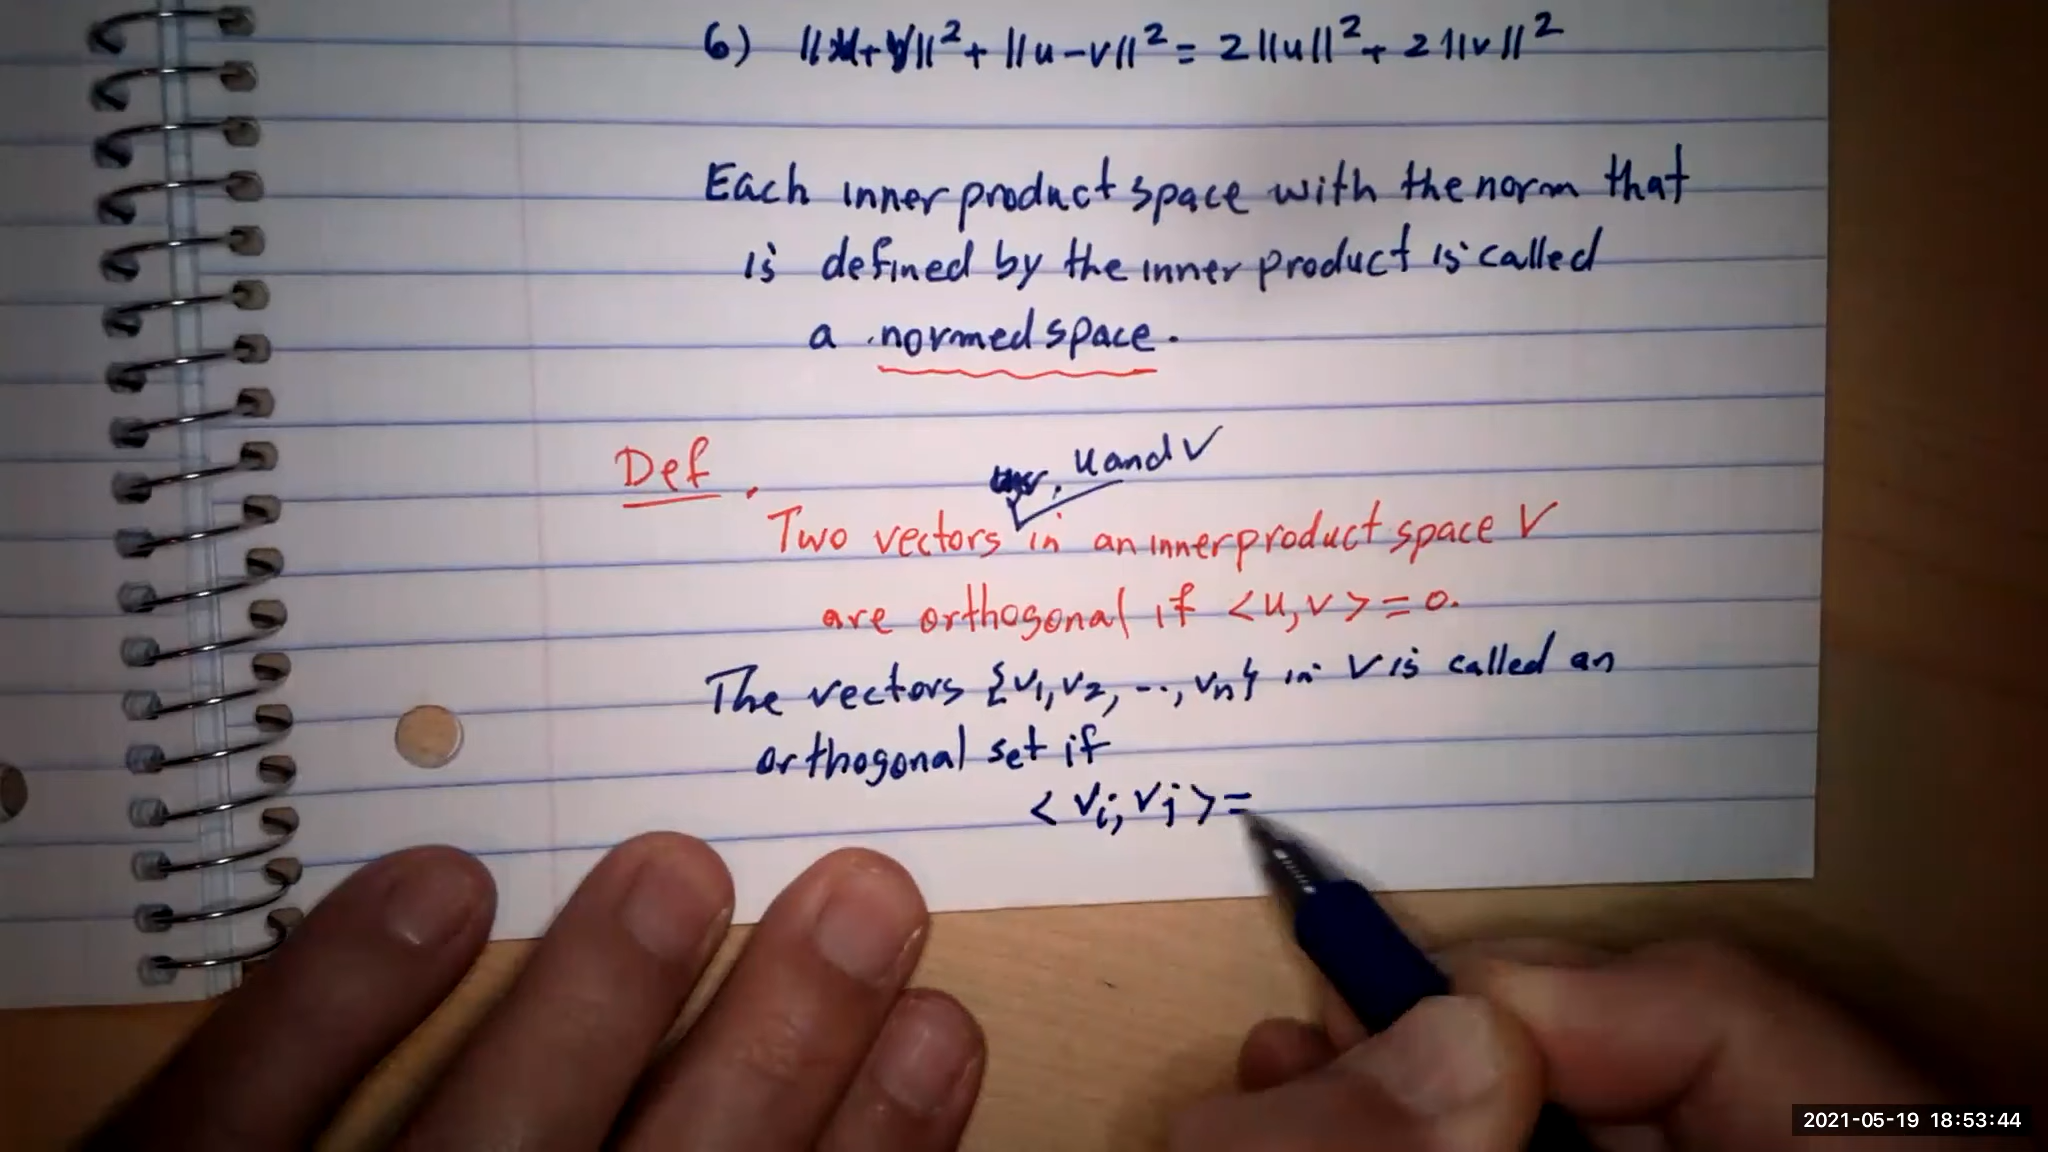 6) ||u+v||² + ||u-v||² = 2||u||² + 2||v||²
Each inner product space with the norm that
is defined by the inner product is called
a normed space.
Def.
u and v
Two vectors in an inner product space V
are orthogonal if <u,v> = 0.
The vectors {v₁, v₂, ..., vₙ} in V is called an
orthogonal set if
<vᵢ, vⱼ> =
2021-05-19 18:53:44